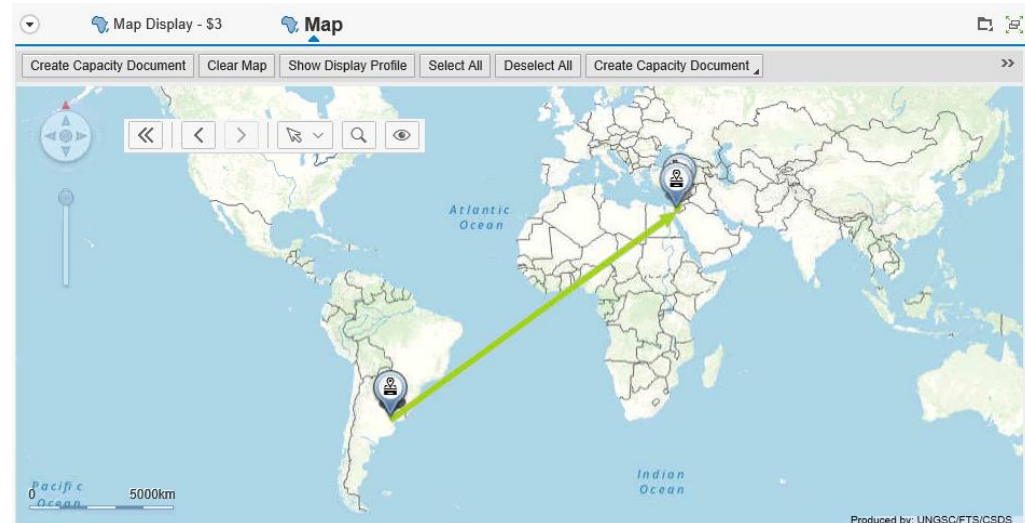 Map Display - $3
Map
Create Capacity Document
Clear Map
Show Display Profile
Select All
Deselect All
Create Capacity Document
Atlantic
Ocean
Indian
Ocean
Pacific
Ocean
0
5000km
Produced by: UNGSC/FTS/CSDS